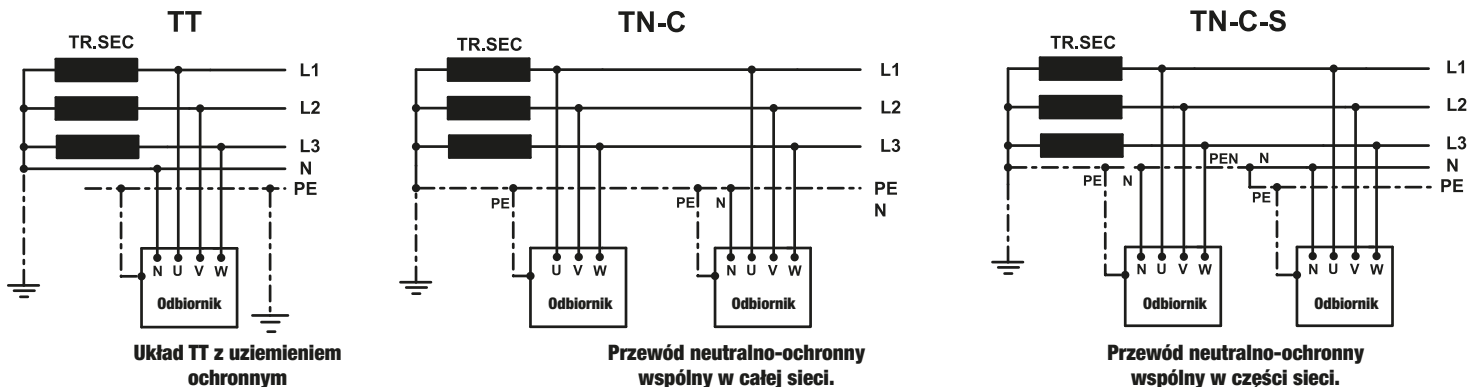 TT
TR.SEC
L1
L2
L3
N
PE
N U V W
Odbiornik
Układ TT z uziemieniem
ochronnym
TN-C
TR.SEC
L1
L2
L3
PE
N
PE
PE N
U V W
Odbiornik
N U V W
Odbiornik
Przewód neutralno-ochronny
wspólny w całej sieci.
TN-C-S
TR.SEC
L1
L2
L3
PEN N
N
PE N
PE
PE
N U V W
Odbiornik
N U V W
Odbiornik
Przewód neutralno-ochronny
wspólny w części sieci.